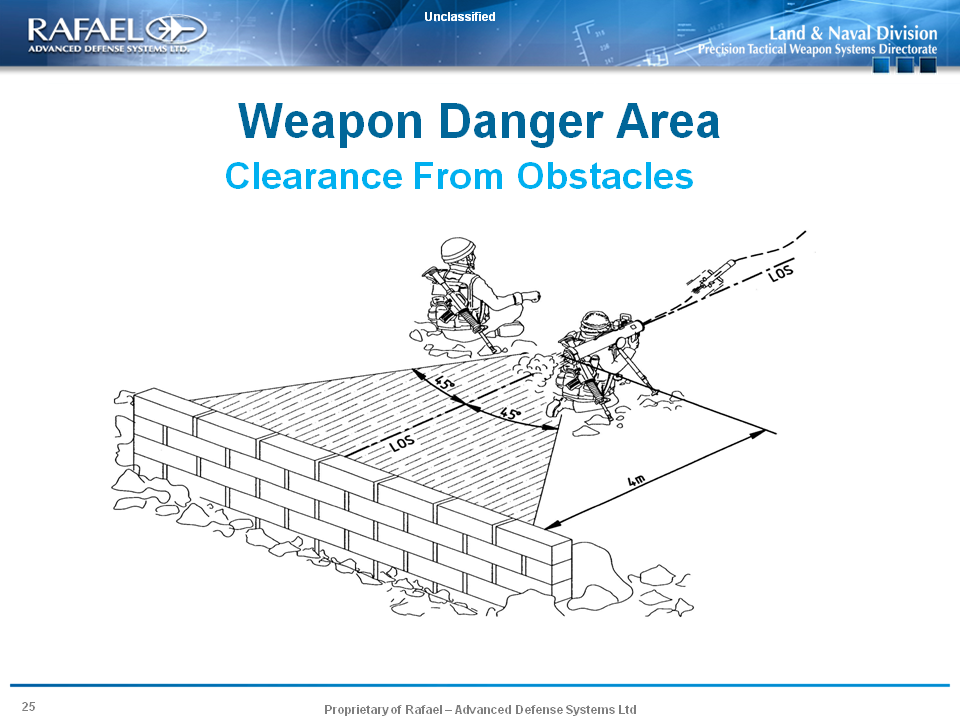 Unclassified
RAFAEL
ADVANCED DEFENSE SYSTEMS LTD.
Land & Naval Division
Precision Tactical Weapon Systems Directorate
Weapon Danger Area
Clearance From Obstacles
LOS
45°
45°
LOS
4m
25
Proprietary of Rafael – Advanced Defense Systems Ltd